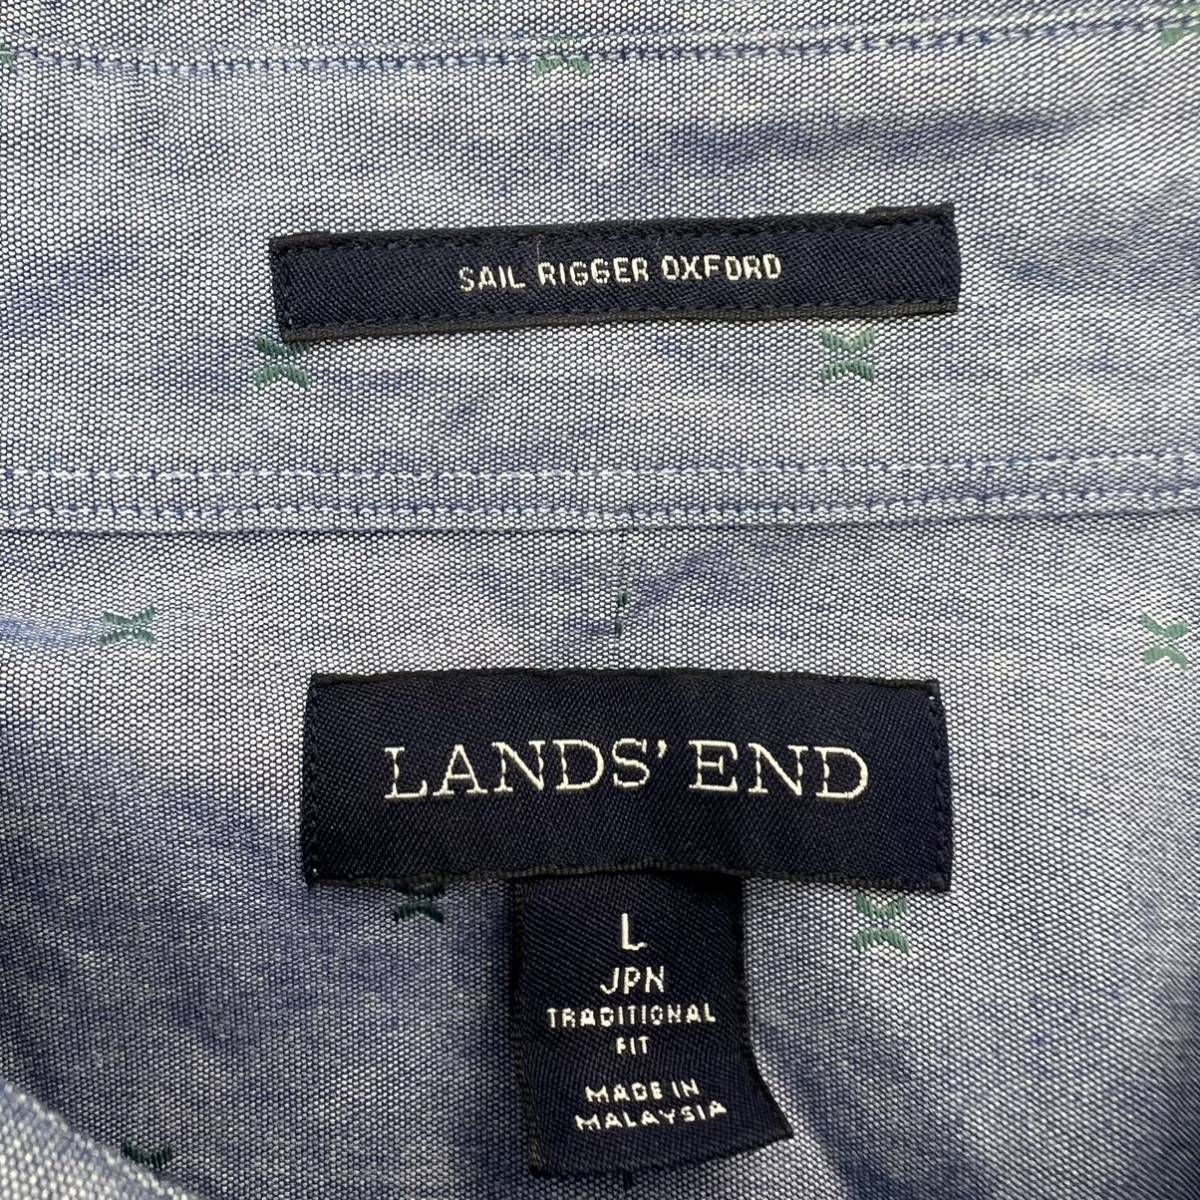 SAIL RIGGER OXFORD
LANDS' END
L
JPN
TRADITIONAL
FIT
MADE IN
MALAYSIA